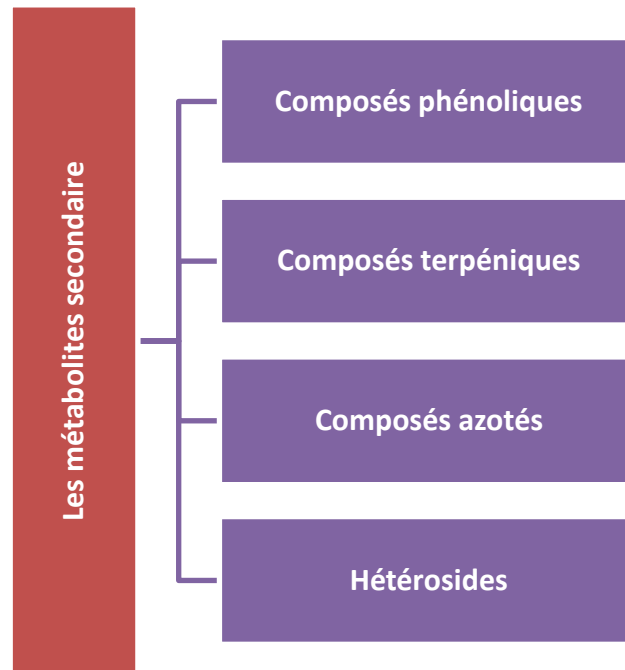 Les métabolites secondaire
Composés phénoliques
Composés terpéniques
Composés azotés
Hétérosides